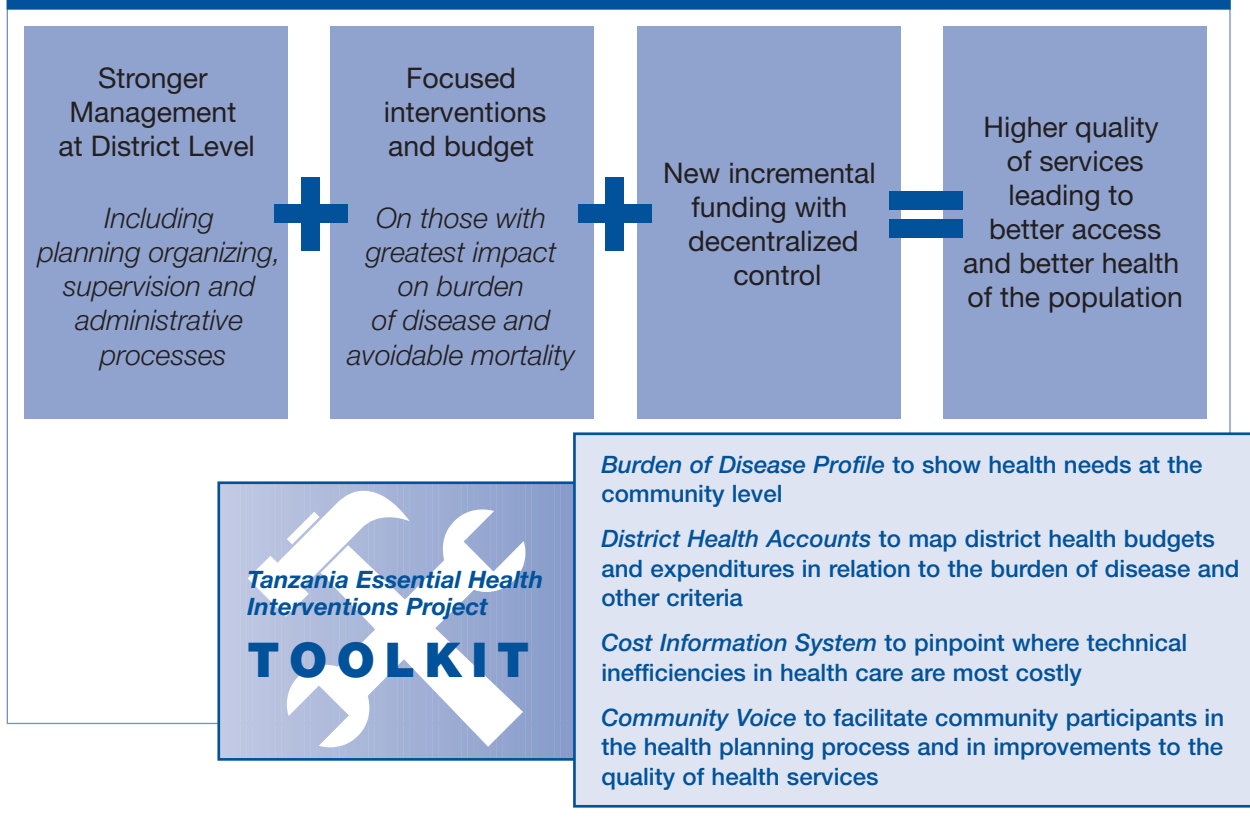 Stronger
Management
at District Level
Including
planning organizing,
supervision and
administrative
processes
Focused
interventions
and budget
On those with
greatest impact
on burden
of disease and
avoidable mortality
New incremental
funding with
decentralized
control
Higher quality
of services
leading to
better access
and better health
of the population
Tanzania Essential Health
Interventions Project
TOOLKIT
Burden of Disease Profile to show health needs at the
community level
District Health Accounts to map district health budgets
and expenditures in relation to the burden of disease and
other criteria
Cost Information System to pinpoint where technical
inefficiencies in health care are most costly
Community Voice to facilitate community participants in
the health planning process and in improvements to the
quality of health services